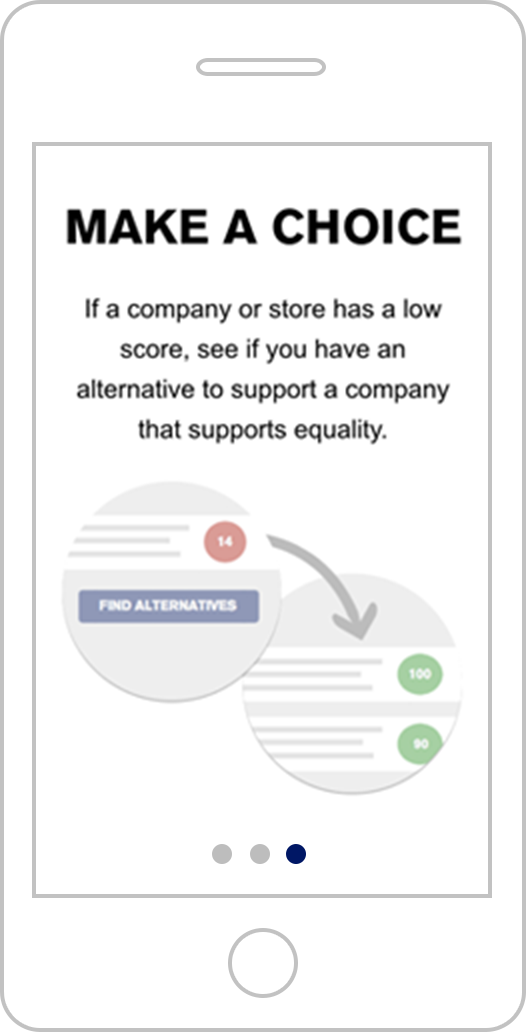 MAKE A CHOICE
If a company or store has a low
score, see if you have an
alternative to support a company
that supports equality.
14
FIND ALTERNATIVES
100
90